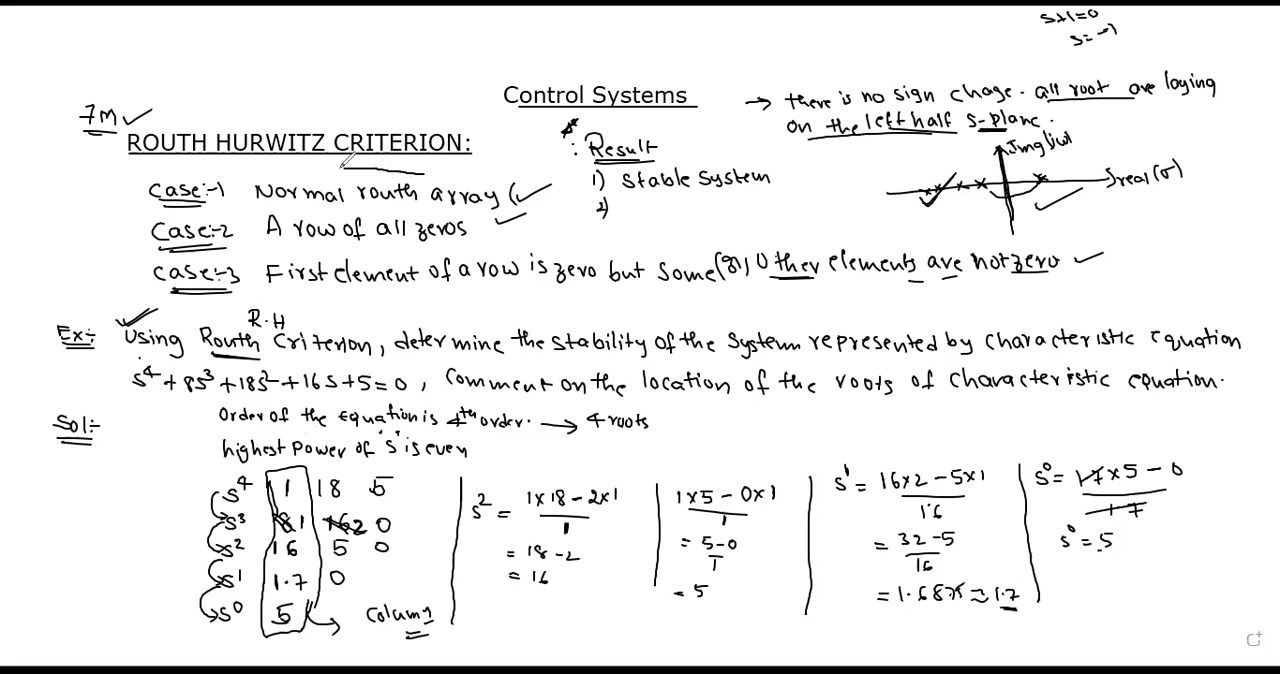 s+1=0
s=-1
Control Systems
7M
ROUTH HURWITZ CRITERION:
→ there is no sign chage. all root are laying
on the left half s-plane.
: Result
1) Stable System
2)
Img(jw)
real(σ)
Case:-1 Normal routh array
Case:-2 A row of all zeros
Case:-3 First element of a row is zero but some (or) other elements are not zero
R.H
Ex:- Using Routh Criterion, determine the stability of the system represented by characteristic equation
s⁴+8s³+18s²+16s+5=0, comment on the location of the roots of characteristic equation.
Sol:- order of the equation is 4th order. → 4 roots
highest power of 's' is even
s⁴ 1 18 5
s³ 8 1 16 2 0
s² 16 5 0
s¹ 1.7 0
s⁰ 5 → column 1
s² = 1×18-2×1 / 1
= 18-2
= 16
1×5-0×1 / 1
= 5-0 / 1
= 5
s¹ = 16×2-5×1 / 16
= 32-5 / 16
= 1.6875 ≈ 1.7
s⁰ = 1.7×5-0 / 1.7
s⁰ = 5